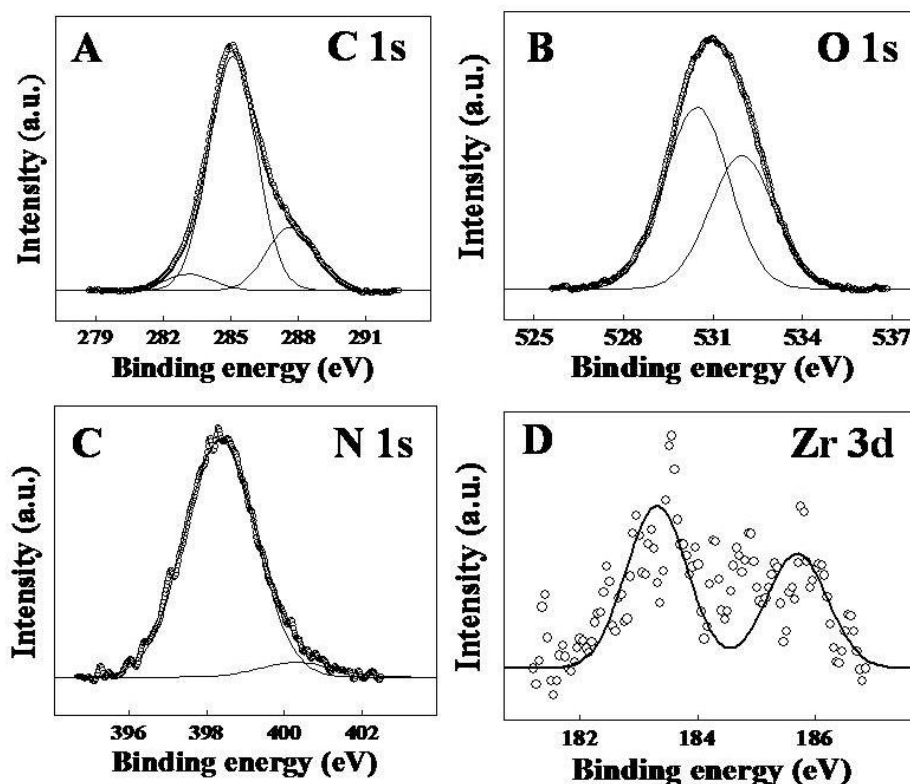 A C 1s
Intensity (a.u.)
279 282 285 288 291
Binding energy (eV)
B O 1s
Intensity (a.u.)
525 528 531 534 537
Binding energy (eV)
C N 1s
Intensity (a.u.)
396 398 400 402
Binding energy (eV)
D Zr 3d
Intensity (a.u.)
182 184 186
Binding energy (eV)